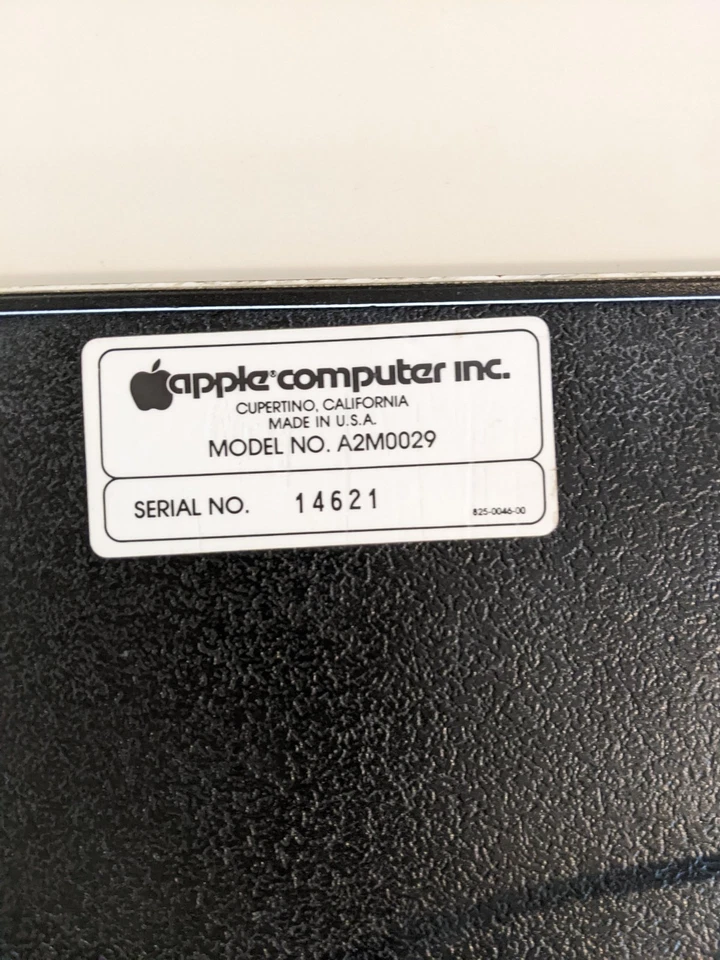 apple® computer inc.
CUPERTINO, CALIFORNIA
MADE IN U.S.A.
MODEL NO. A2M0029
SERIAL NO. 14621 825-0046-00